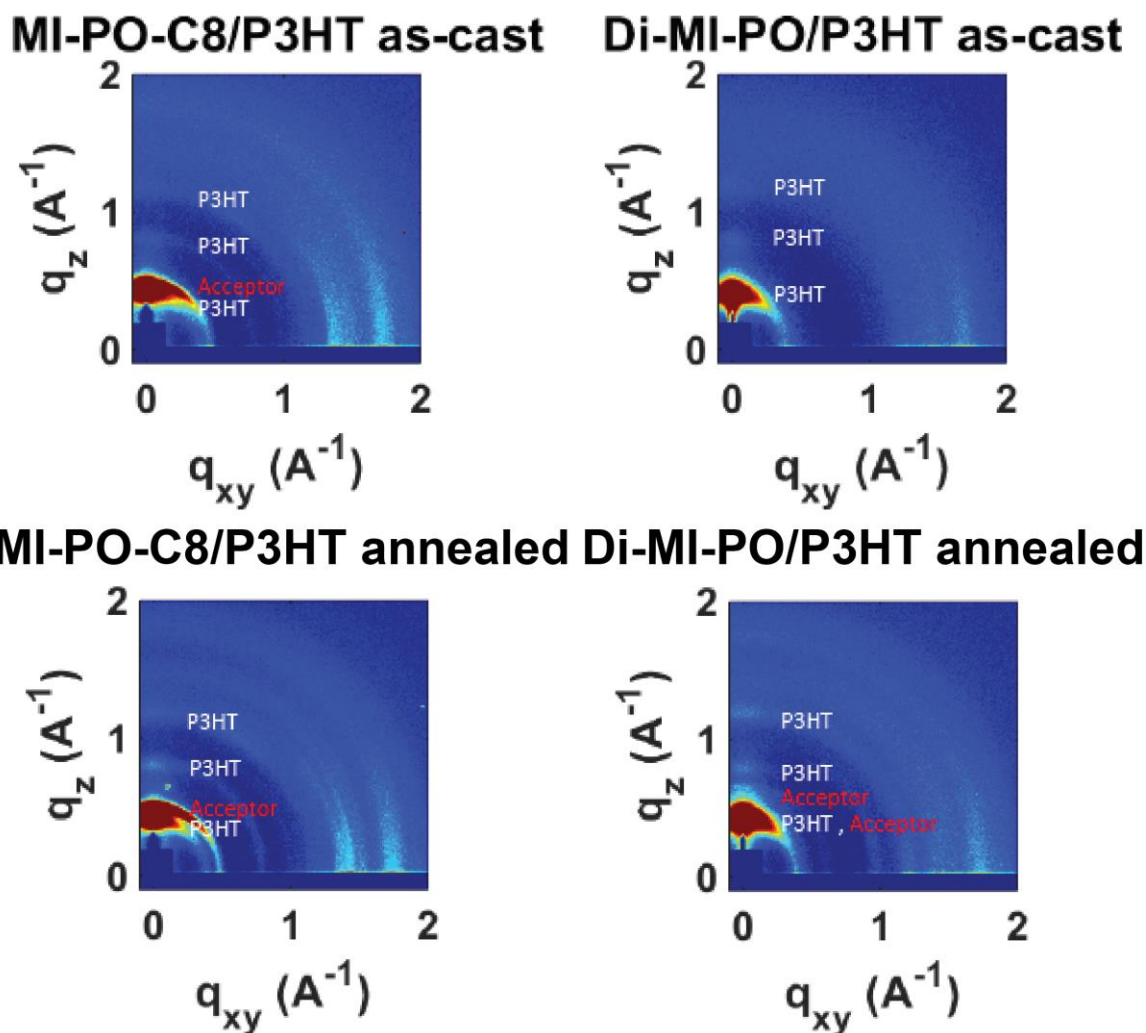 MI-PO-C8/P3HT as-cast
2
P3HT
1
P3HT
Acceptor
P3HT
0
q_z (A^-1)
0 1 2
q_xy (A^-1)
Di-MI-PO/P3HT as-cast
2
P3HT
1
P3HT
P3HT
0
q_z (A^-1)
0 1 2
q_xy (A^-1)
MI-PO-C8/P3HT annealed
2
P3HT
1
P3HT
Acceptor
P3HT
0
q_z (A^-1)
0 1 2
q_xy (A^-1)
Di-MI-PO/P3HT annealed
2
P3HT
1
P3HT
Acceptor
P3HT , Acceptor
0
q_z (A^-1)
0 1 2
q_xy (A^-1)